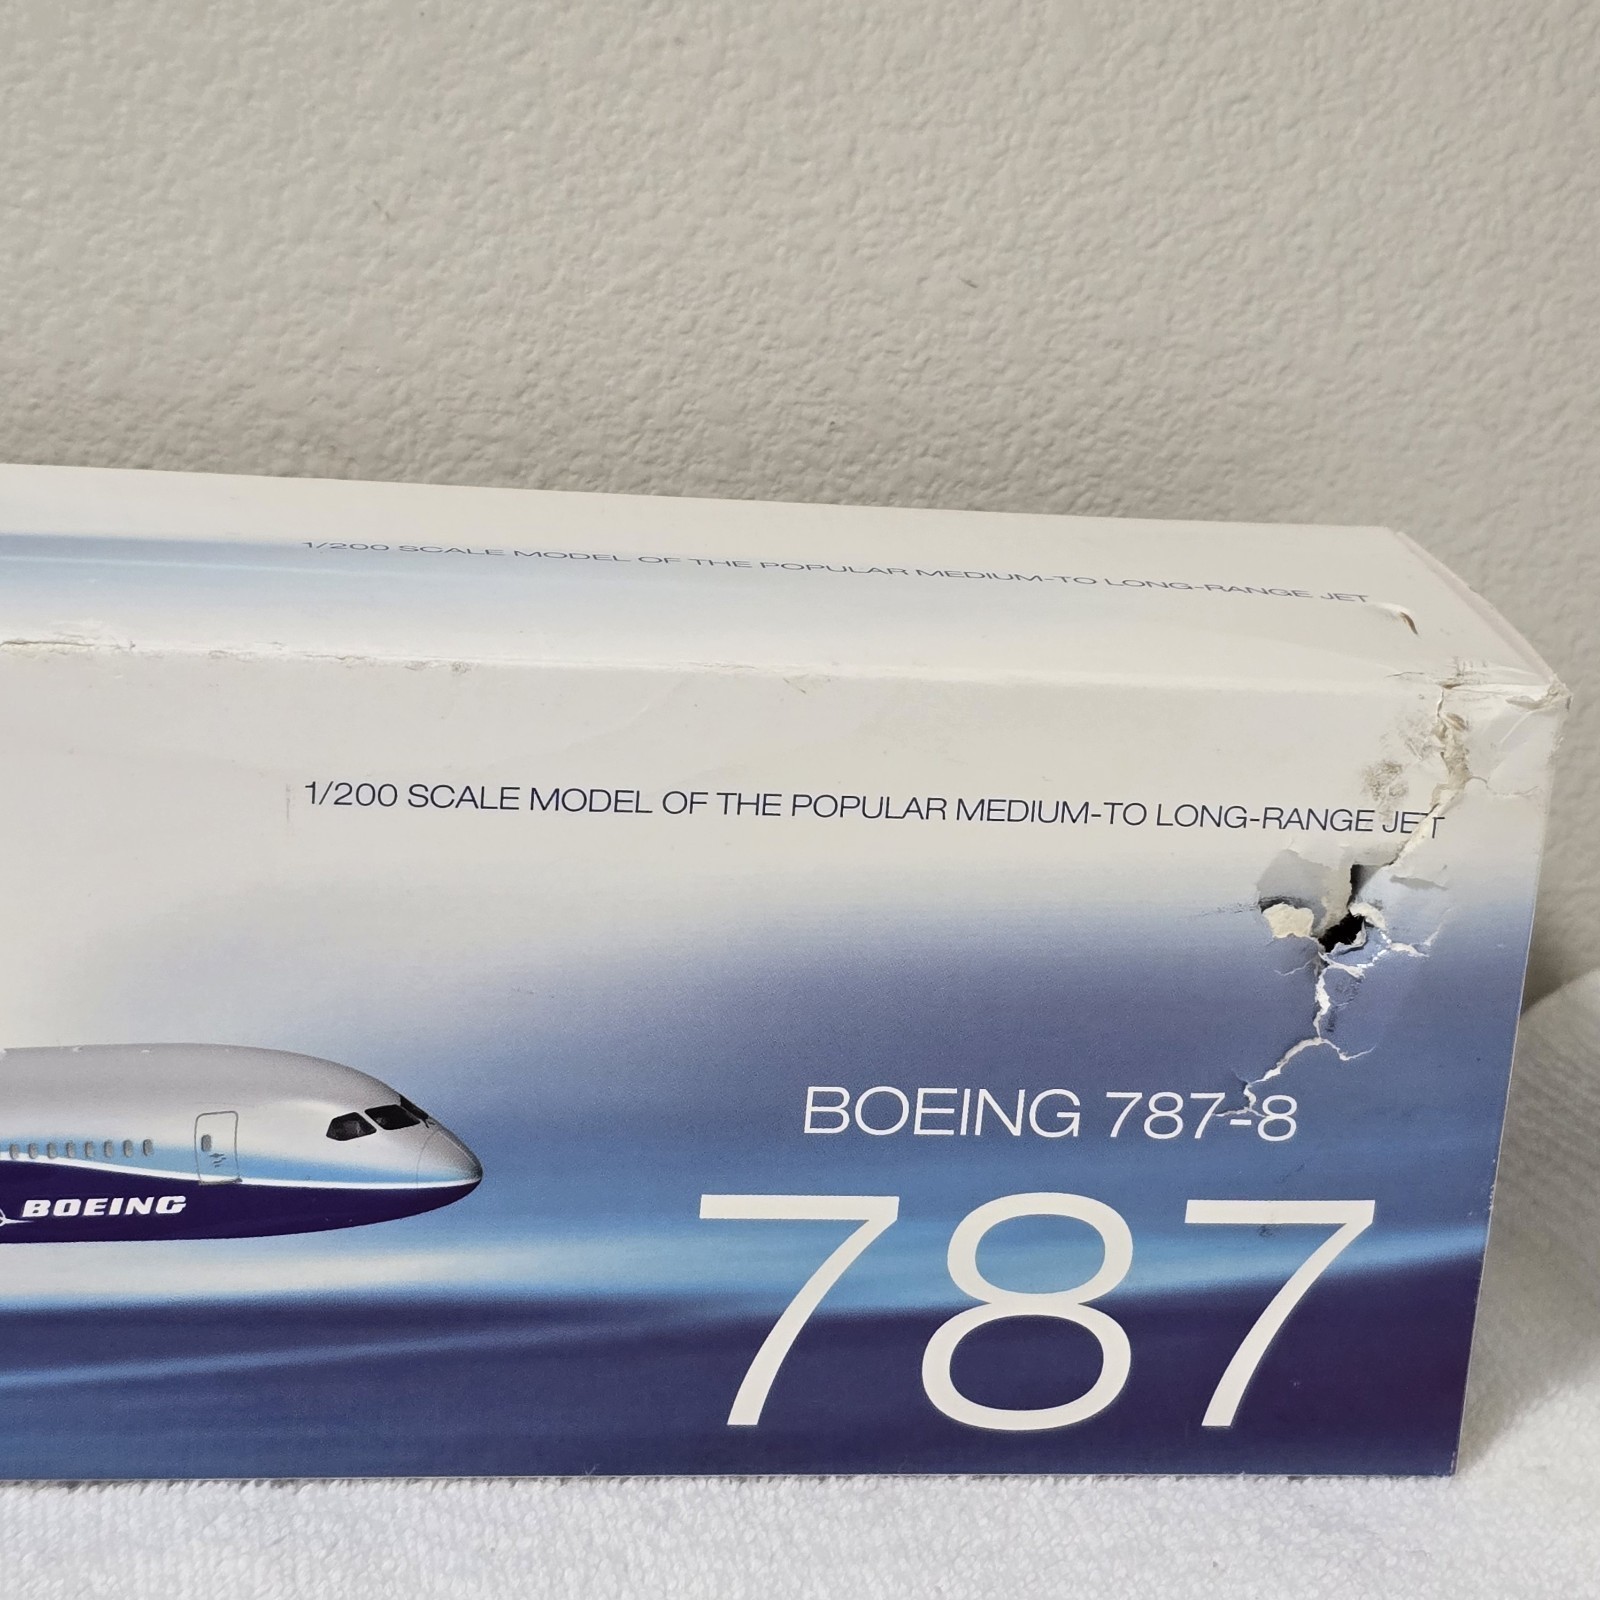 1/200 SCALE MODEL OF THE POPULAR MEDIUM-TO LONG-RANGE JET
1/200 SCALE MODEL OF THE POPULAR MEDIUM-TO LONG-RANGE JET
BOEING 787-8
BOEING
787